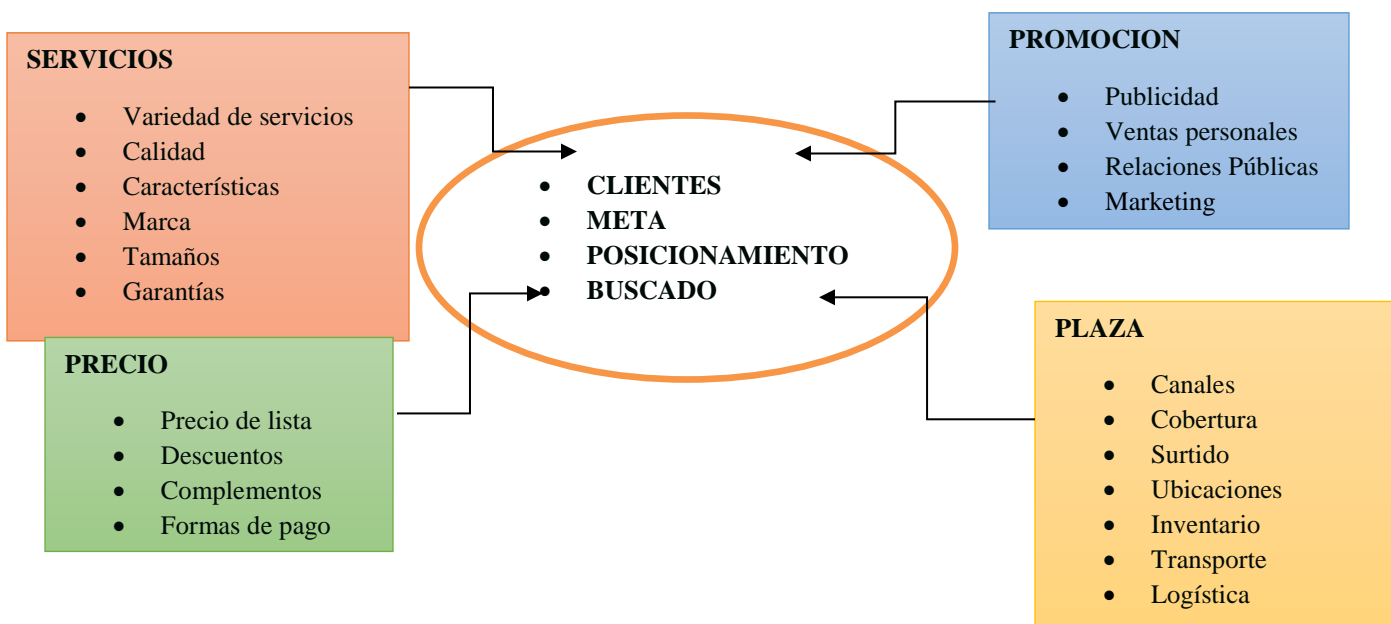 SERVICIOS
• Variedad de servicios
• Calidad
• Características
• Marca
• Tamaños
• Garantías
PRECIO
• Precio de lista
• Descuentos
• Complementos
• Formas de pago
• CLIENTES
• META
• POSICIONAMIENTO
• BUSCADO
PROMOCION
• Publicidad
• Ventas personales
• Relaciones Públicas
• Marketing
PLAZA
• Canales
• Cobertura
• Surtido
• Ubicaciones
• Inventario
• Transporte
• Logística